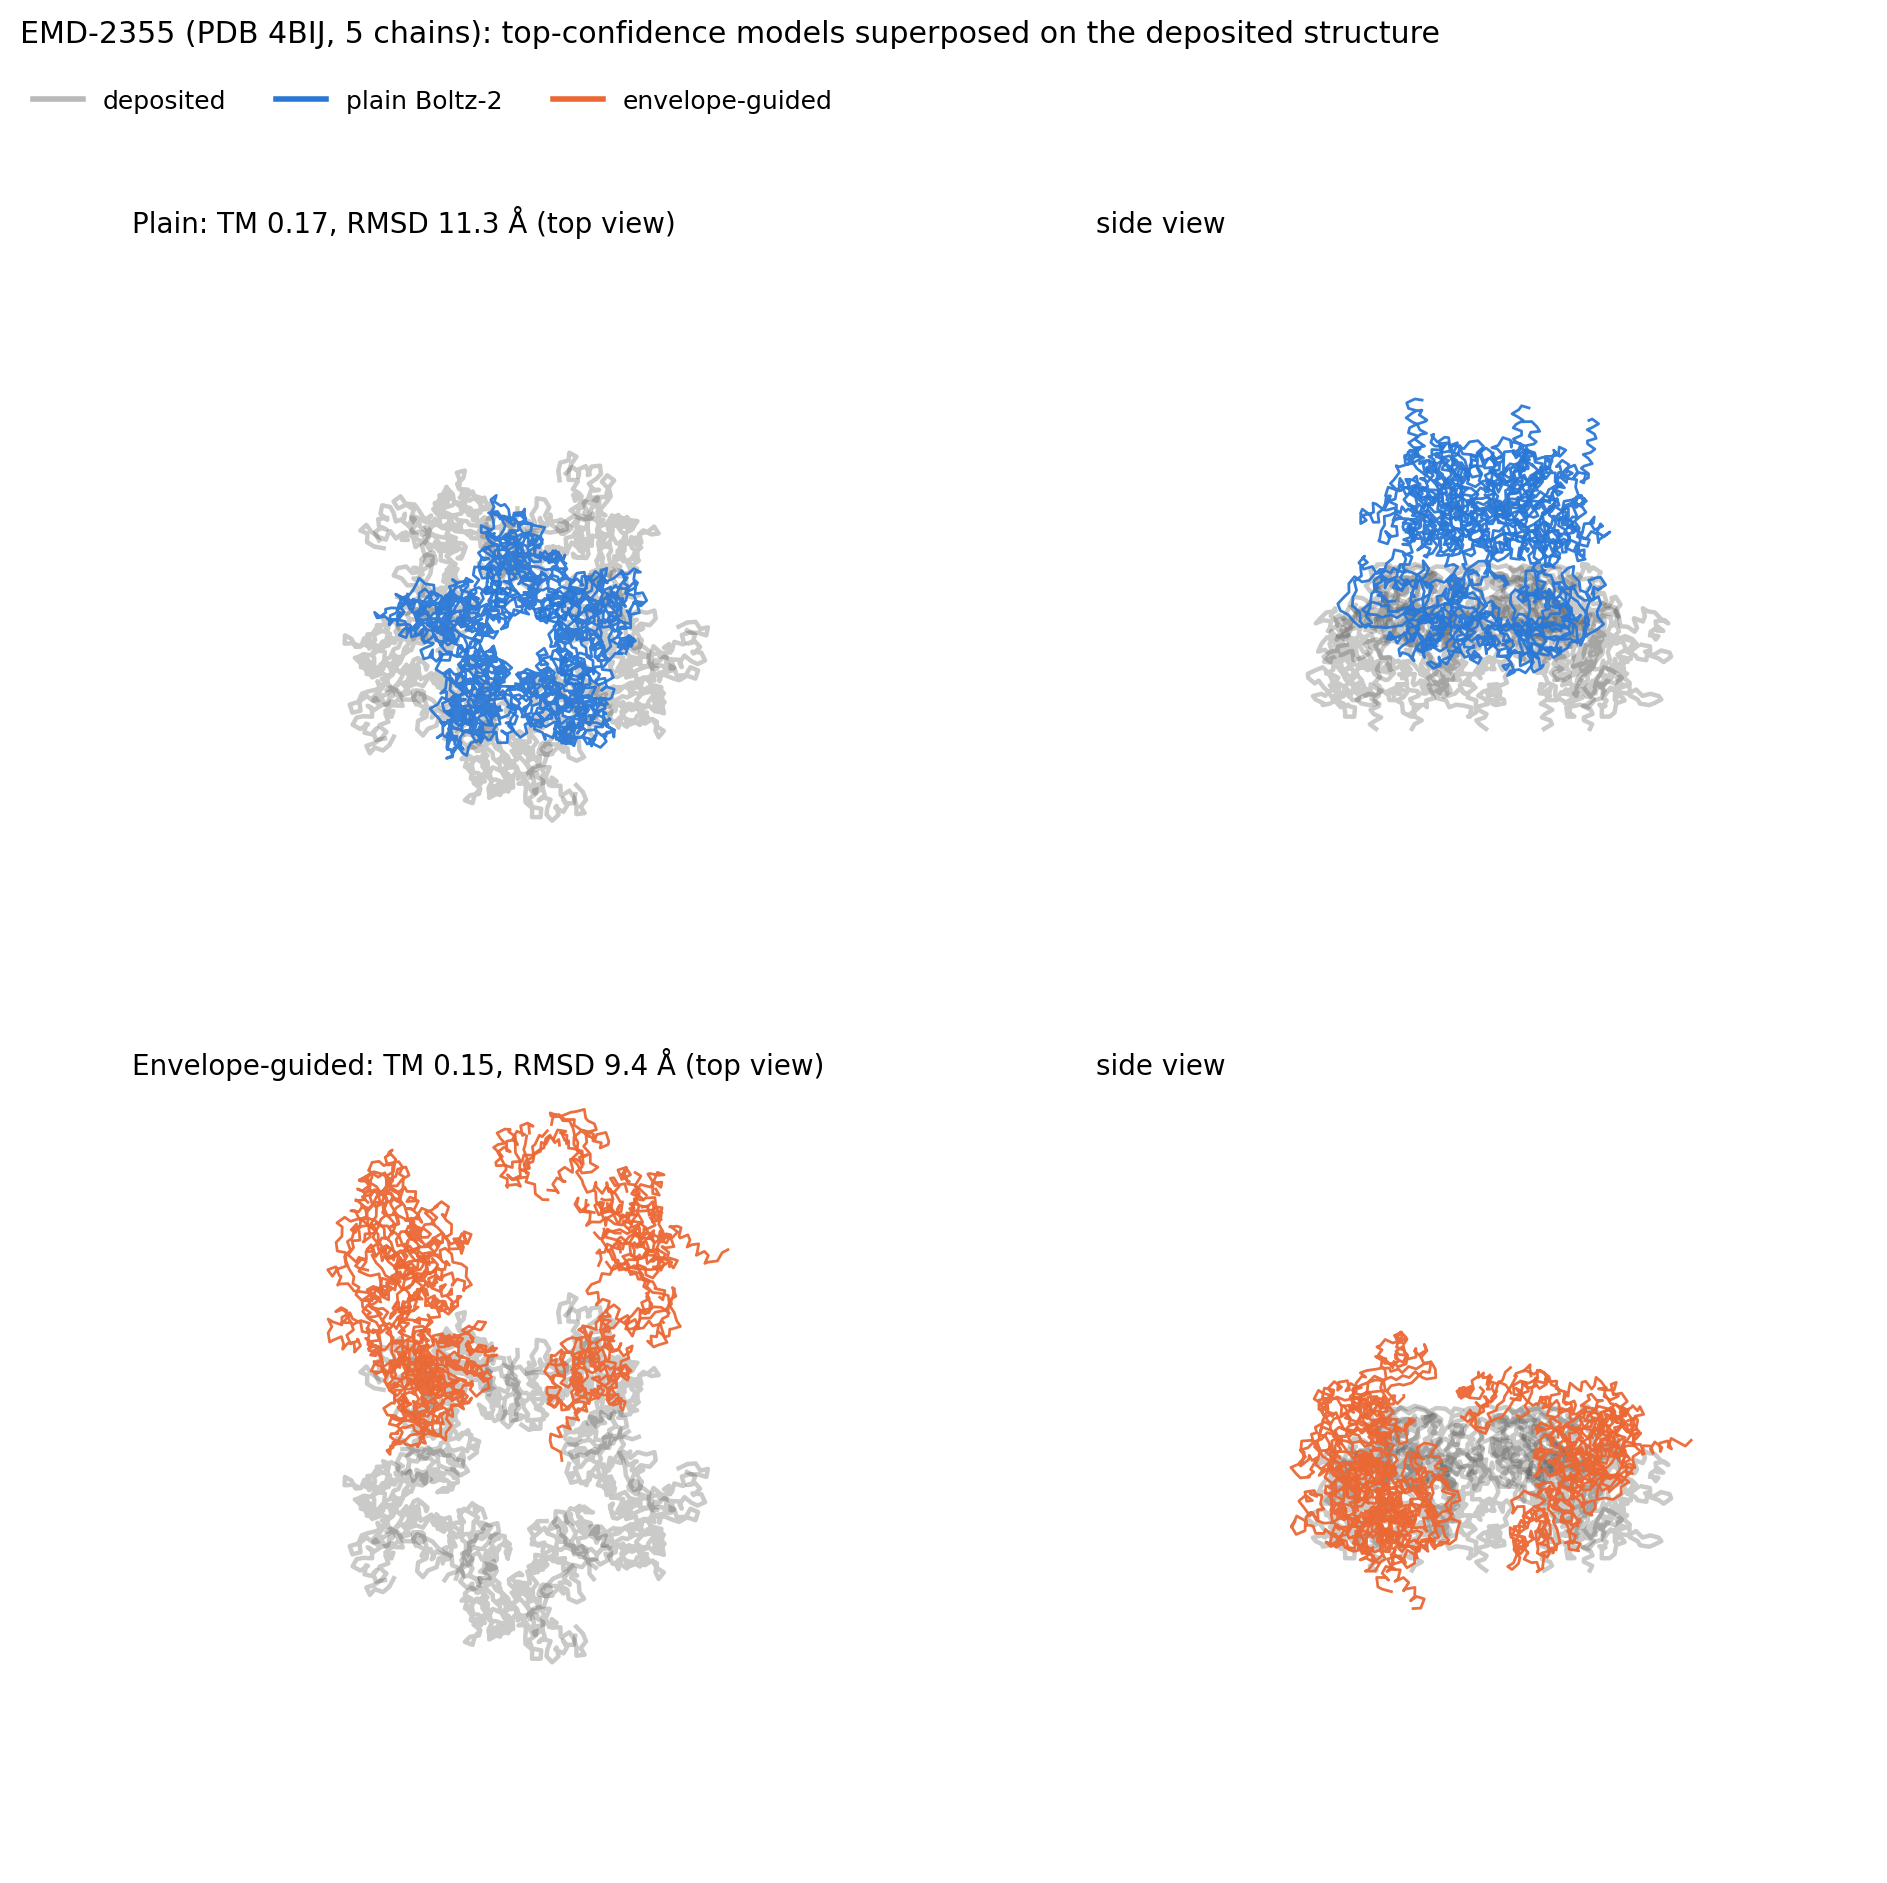 EMD-2355 (PDB 4BIJ, 5 chains): top-confidence models superposed on the deposited structure
deposited
plain Boltz-2
envelope-guided
Plain: TM 0.17, RMSD 11.3 Å (top view)
side view
Envelope-guided: TM 0.15, RMSD 9.4 Å (top view)
side view